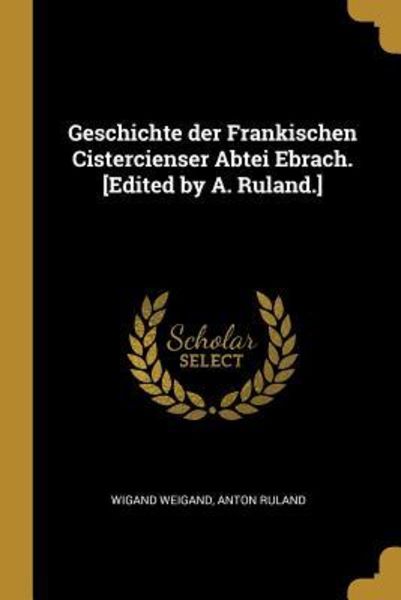 Geschichte der Frankischen
Cistercienser Abtei Ebrach.
[Edited by A. Ruland.]
Scholar
SELECT
WIGAND WEIGAND, ANTON RULAND